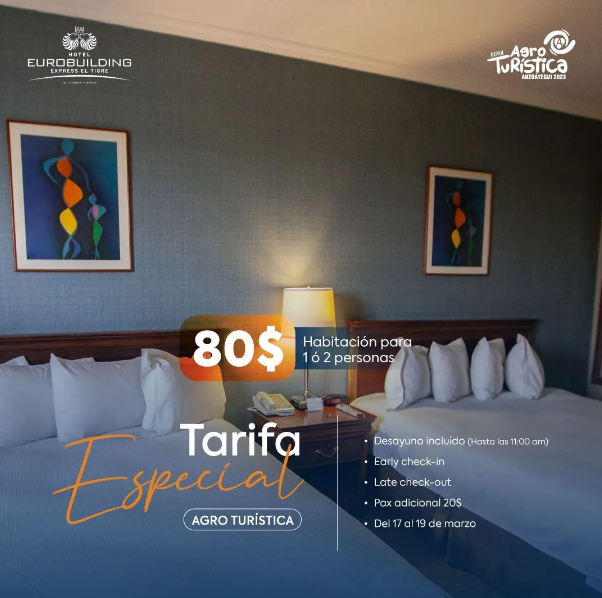 HOTEL
EUROBUILDING
EXPRESS EL TIGRE
FERIA
Agro
Turística
ANZOÁTEGUI 2023
80$
Habitación para
1 ó 2 personas
Tarifa
Especial
AGRO TURÍSTICA
• Desayuno incluído (Hasta las 11:00 am)
• Early check-in
• Late check-out
• Pax adicional 20$
• Del 17 al 19 de marzo